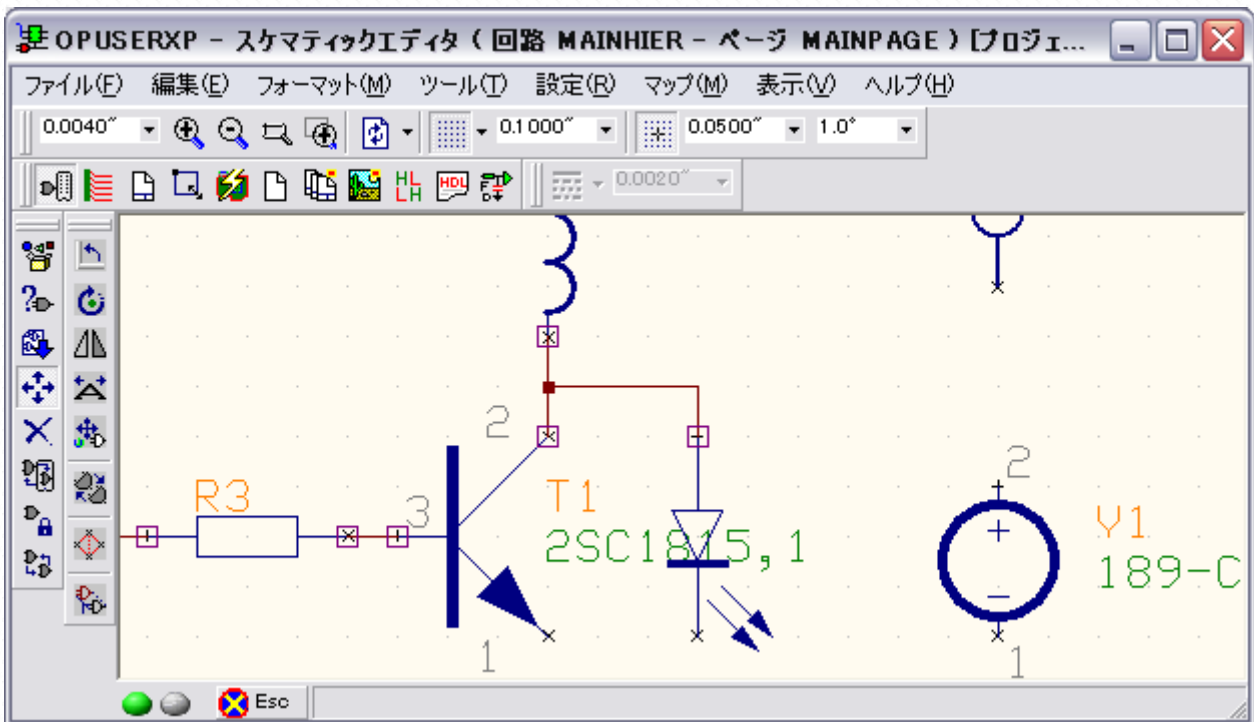 OPUSERXP - スケマティックエディタ ( 回路 MAINHIER - ページ MAINPAGE ) [プロジェ...
ファイル(F) 編集(E) フォーマット(M) ツール(T) 設定(R) マップ(M) 表示(V) ヘルプ(H)
0.0040" 0.1000" 0.0500" 1.0°
HL
LH
HDL
0.0020"
2
R3
3
T1
2SC1815,1
1
2
Y1
189-C
1
Esc